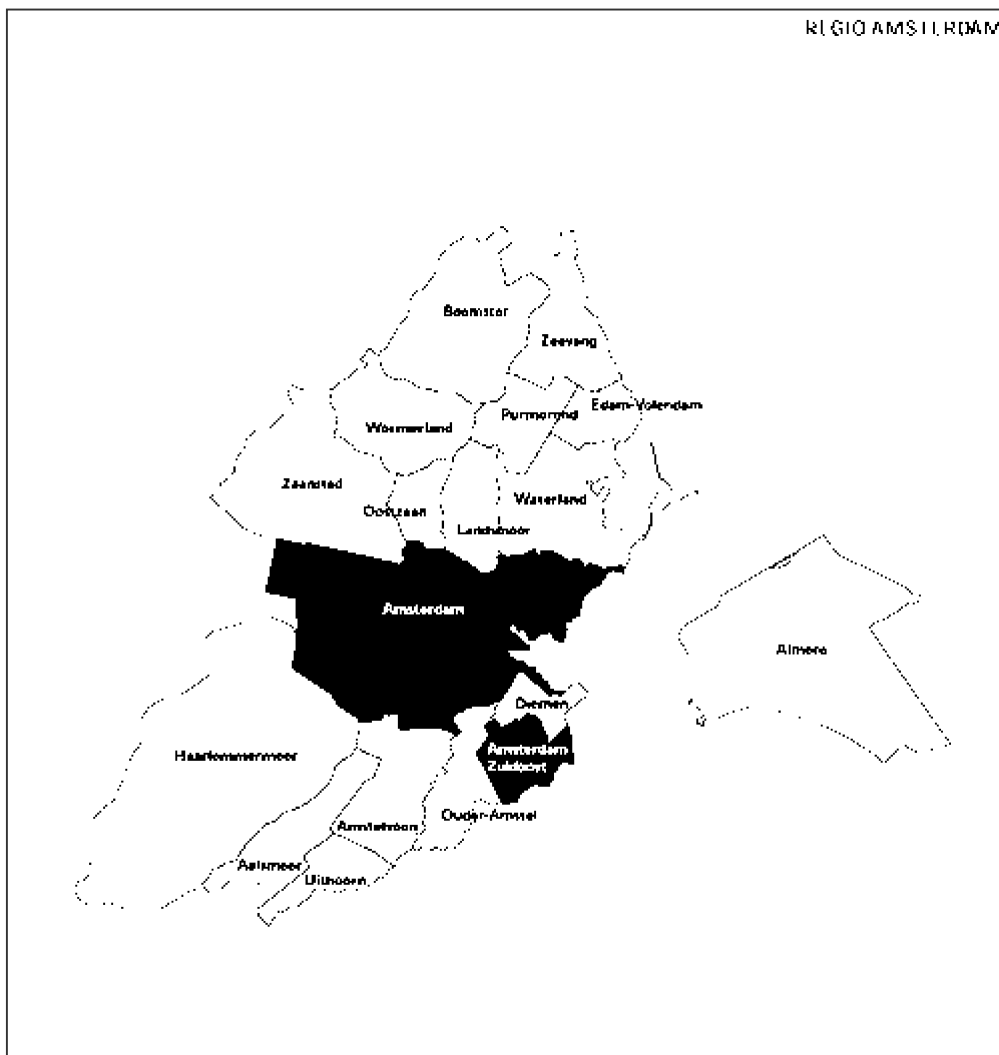 REGIO AMSTERDAM
Beemster
Zeevang
Edam-Volendam
Purmerend
Wormerland
Zaanstad
Waterland
Oostzaan
Landsmeer
Amsterdam
Almere
Diemen
Amsterdam
Zuidoost
Haarlemmermeer
Ouder-Amstel
Amstelveen
Aalsmeer
Uithoorn